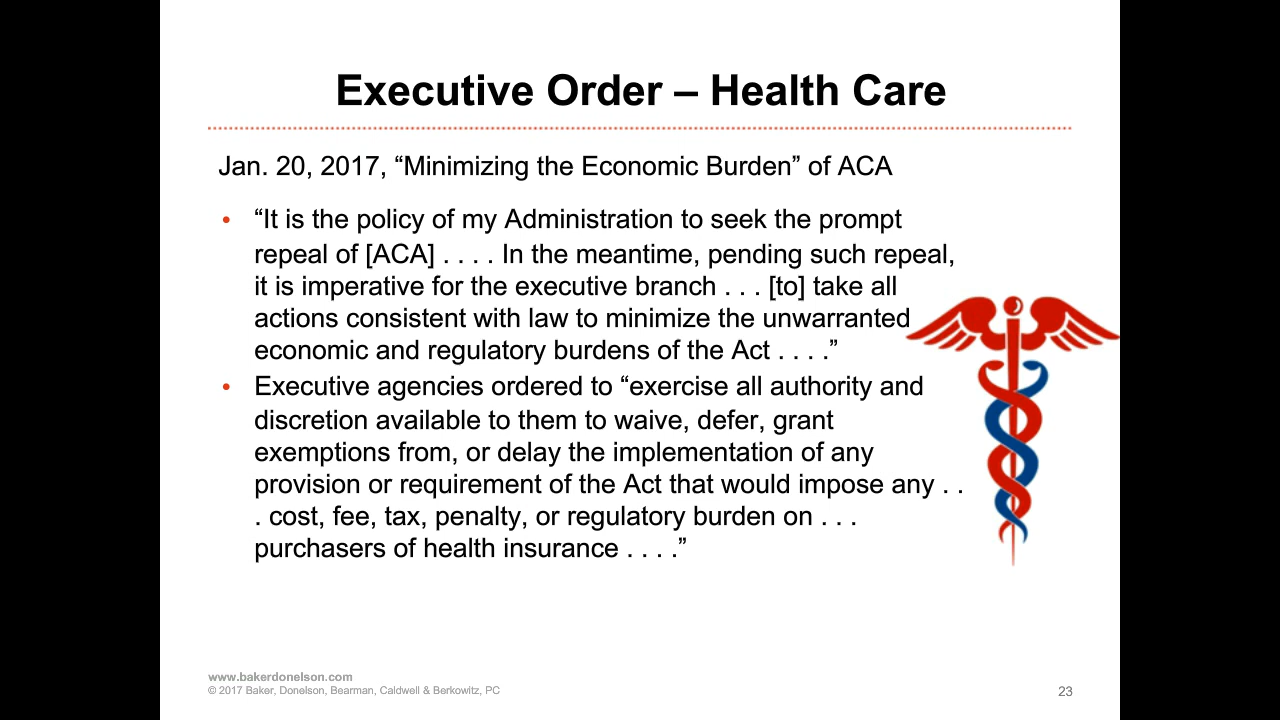 Executive Order – Health Care
Jan. 20, 2017, “Minimizing the Economic Burden” of ACA
• “It is the policy of my Administration to seek the prompt
repeal of [ACA] . . . . In the meantime, pending such repeal,
it is imperative for the executive branch . . . [to] take all
actions consistent with law to minimize the unwarranted
economic and regulatory burdens of the Act . . . .”
• Executive agencies ordered to “exercise all authority and
discretion available to them to waive, defer, grant
exemptions from, or delay the implementation of any
provision or requirement of the Act that would impose any . .
. cost, fee, tax, penalty, or regulatory burden on . . .
purchasers of health insurance . . . .”
www.bakerdonelson.com
© 2017 Baker, Donelson, Bearman, Caldwell & Berkowitz, PC
23